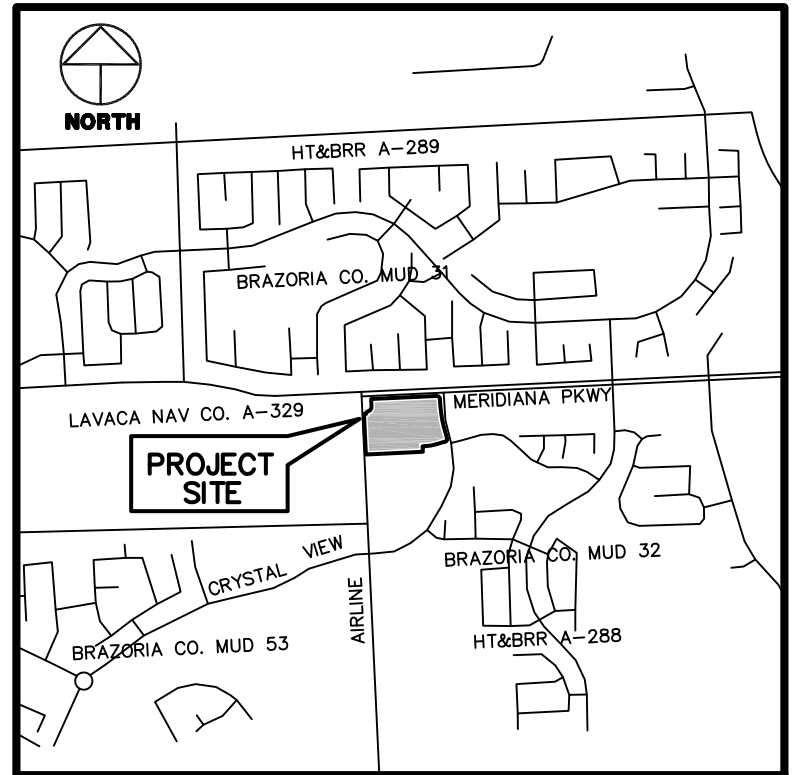 NORTH
HT&BRR A-289
BRAZORIA CO. MUD 31
MERIDIANA PKWY
LAVACA NAV CO. A-329
PROJECT
SITE
CRYSTAL VIEW
BRAZORIA CO. MUD 32
AIRLINE
HT&BRR A-288
BRAZORIA CO. MUD 53